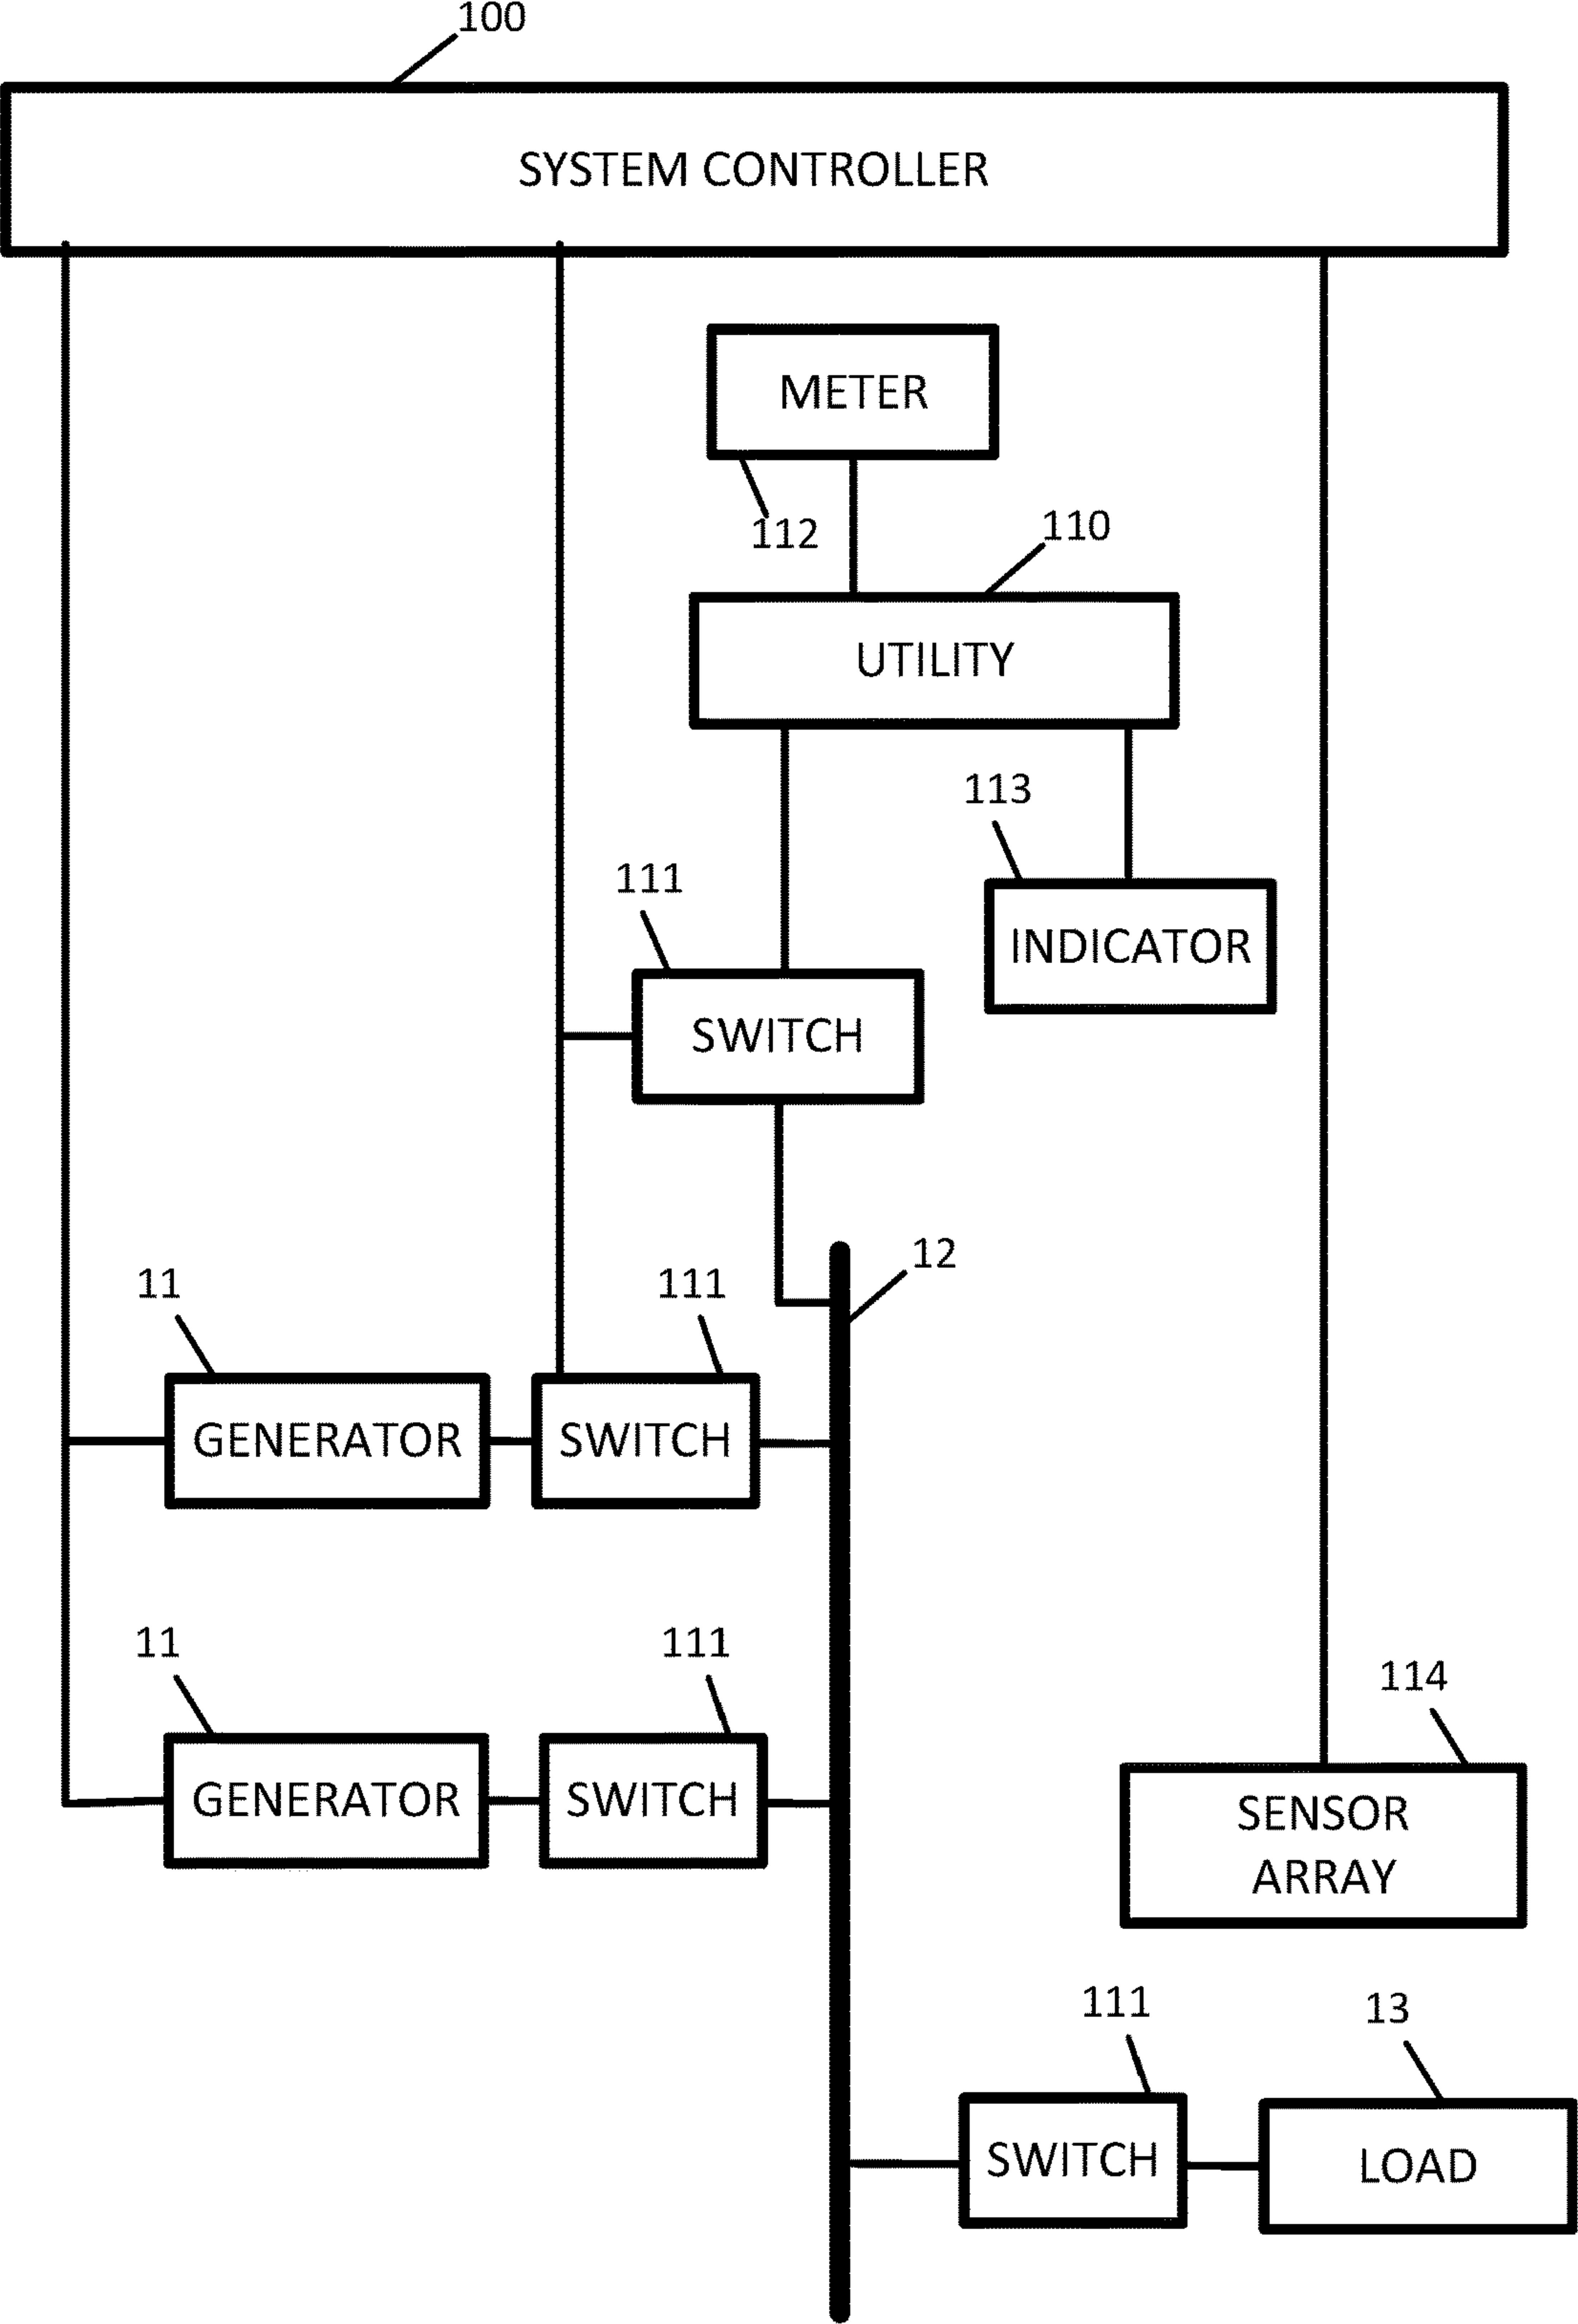 100
SYSTEM CONTROLLER
METER
112
110
UTILITY
113
111
INDICATOR
SWITCH
12
11
111
GENERATOR
SWITCH
11
111
114
GENERATOR
SWITCH
SENSOR
ARRAY
111
13
SWITCH
LOAD